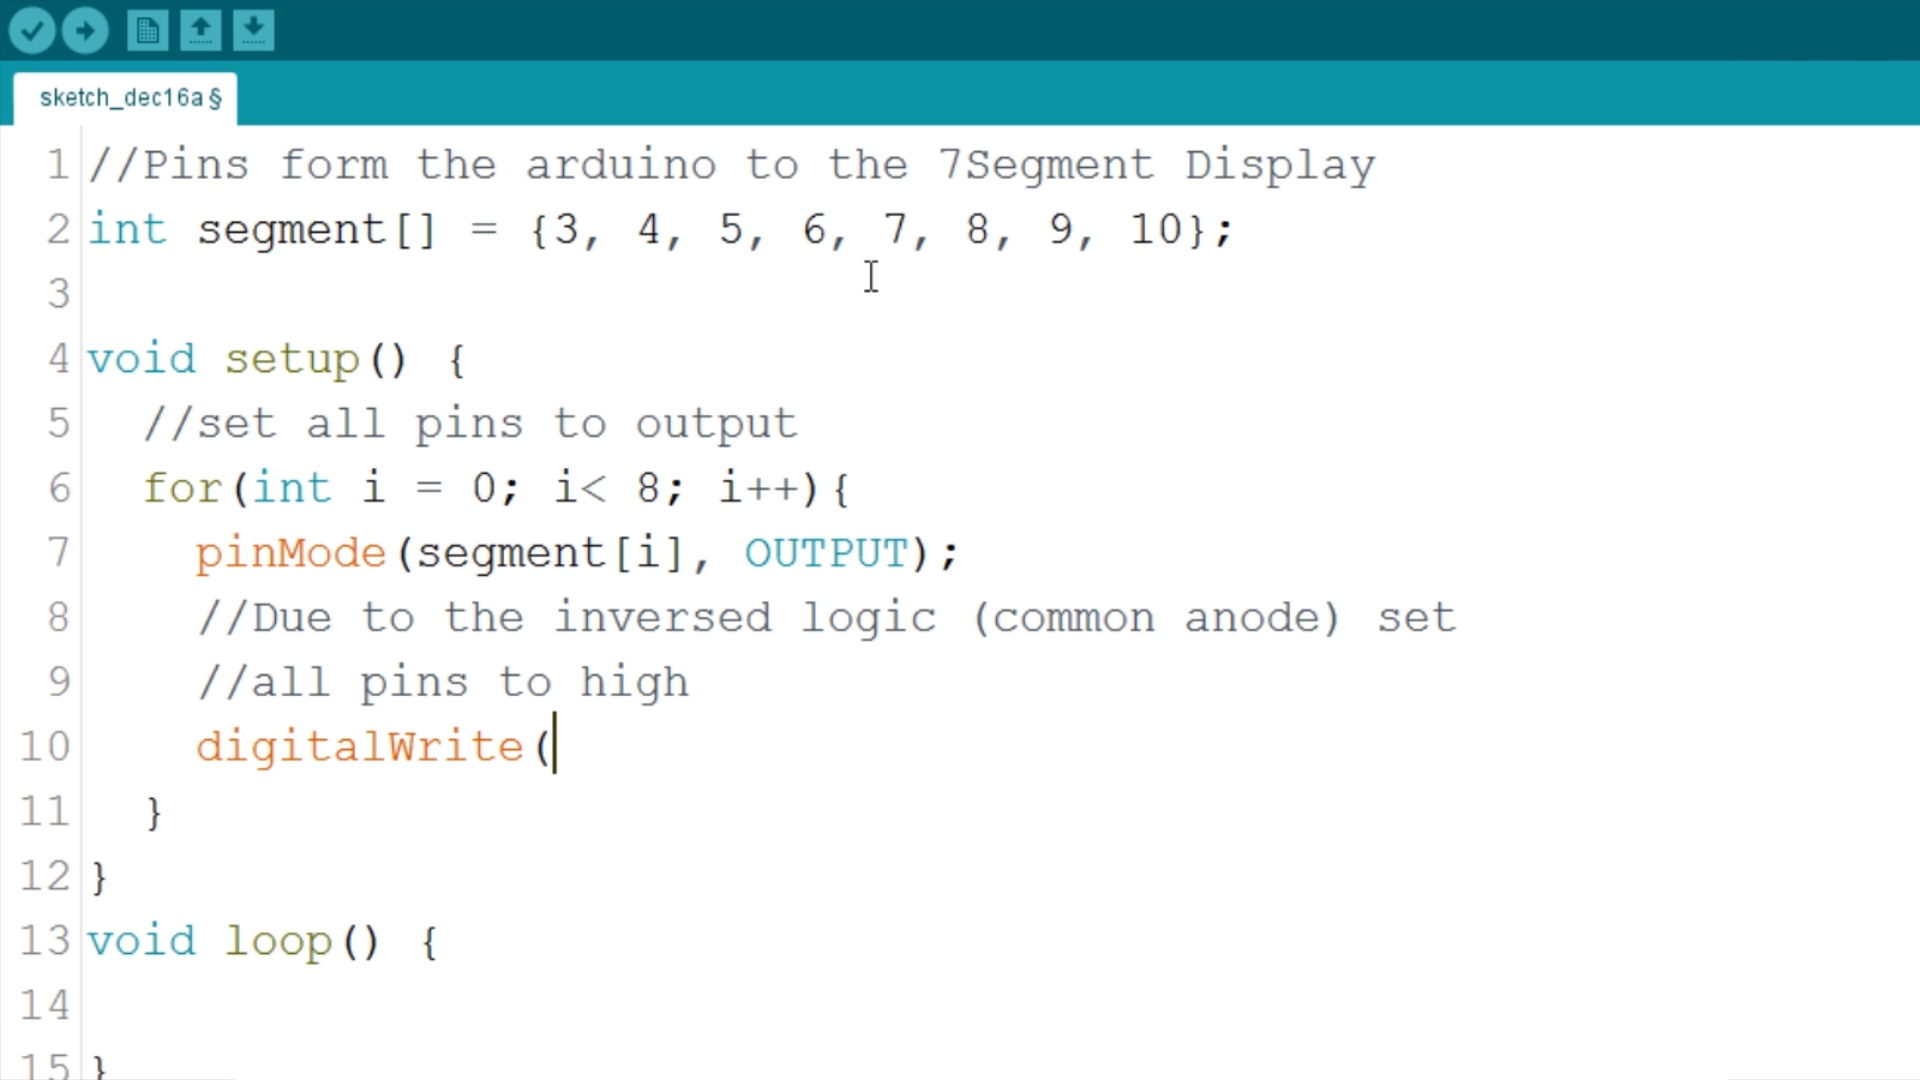 sketch_dec16a §
1 //Pins form the arduino to the 7Segment Display
2 int segment[] = {3, 4, 5, 6, 7, 8, 9, 10};
3
4 void setup() {
5 //set all pins to output
6 for(int i = 0; i< 8; i++){
7 pinMode(segment[i], OUTPUT);
8 //Due to the inversed logic (common anode) set
9 //all pins to high
10 digitalWrite(
11 }
12 }
13 void loop() {
14
15 }